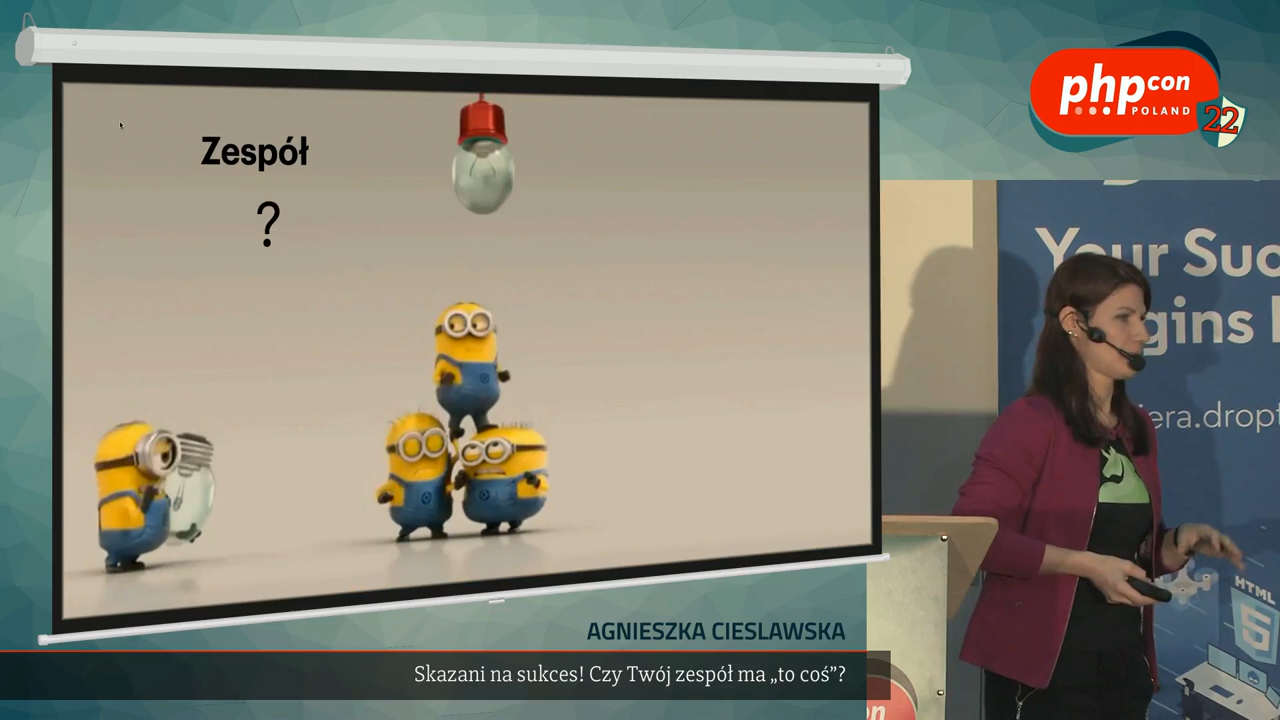 Zespół
?
php con
POLAND
22
Your Suc
gins
era.dropt
HTML
5
AGNIESZKA CIESLAWSKA
Skazani na sukces! Czy Twój zespół ma „to coś”?
on